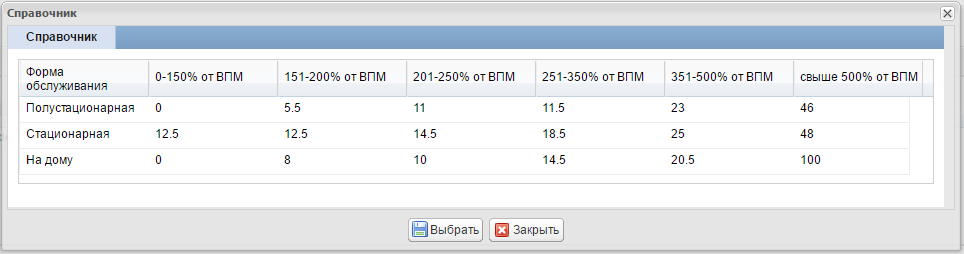 Справочник
Справочник
Форма обслуживания 0-150% от ВПМ 151-200% от ВПМ 201-250% от ВПМ 251-350% от ВПМ 351-500% от ВПМ свыше 500% от ВПМ
Полустационарная 0 5.5 11 11.5 23 46
Стационарная 12.5 12.5 14.5 18.5 25 48
На дому 0 8 10 14.5 20.5 100
Выбрать Закрыть